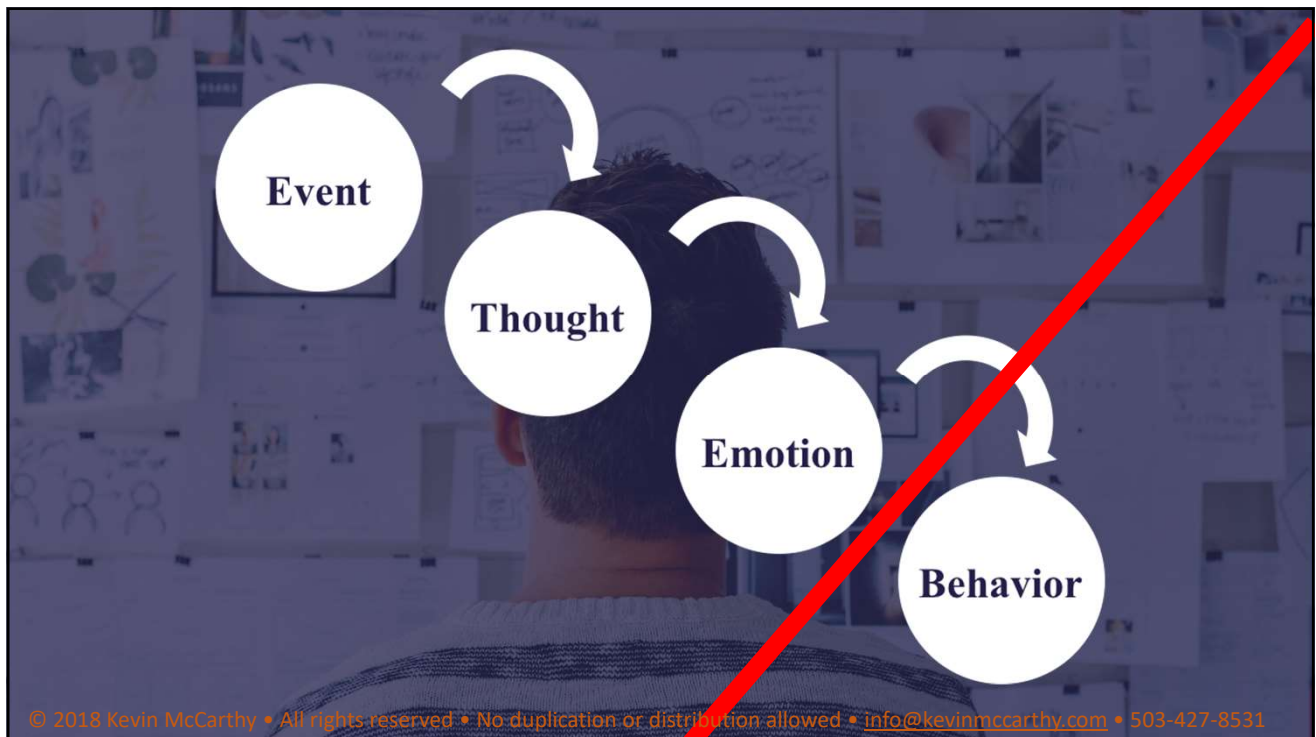 Event
Thought
Emotion
Behavior
© 2018 Kevin McCarthy • All rights reserved • No duplication or distribution allowed • info@kevinmccarthy.com • 503-427-8531